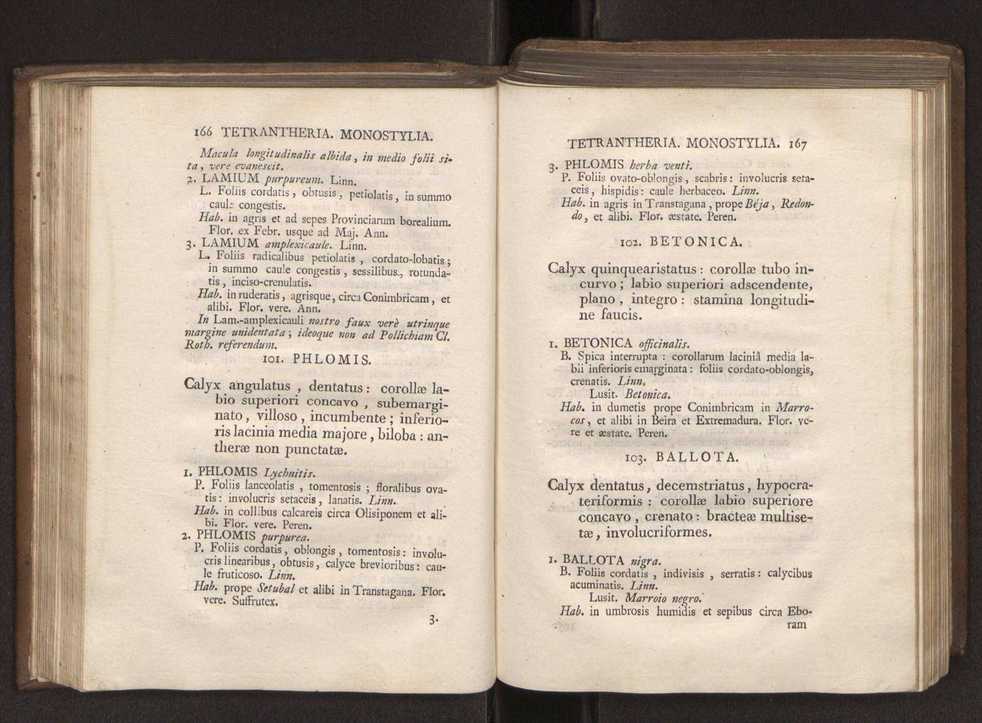 166 TETRANTHERIA. MONOSTYLIA.
Macula longitudinalis albida, in medio folii si-
ta, vere evanescit.
2. LAMIUM purpureum. Linn.
L. Foliis cordatis, obtusis, petiolatis, in summo
caule congestis.
Hab. in agris et ad sepes Provinciarum borealium.
Flor. ex Febr. usque ad Maj. Ann.
3. LAMIUM amplexicaule. Linn.
L. Foliis radicalibus petiolatis, cordato-lobatis;
in summo caule congestis, sessilibus, rotunda-
tis, inciso-crenulatis.
Hab. in ruderatis, agrisque, circa Conimbricam, et
alibi. Flor. vere. Ann.
In Lam.-amplexicauli nostro faux verè utrinque
margine unidentata; ideoque non ad Pollichiam Cl.
Roth. referendum.
101. PHLOMIS.
Calyx angulatus, dentatus: corollæ la-
bio superiori concavo, subemargi-
nato, villoso, incumbente; inferio-
ris lacinia media majore, biloba: an-
theræ non punctatæ.
1. PHLOMIS Lychnitis.
P. Foliis lanceolatis, tomentosis; floralibus ova-
tis: involucris setaceis, lanatis. Linn.
Hab. in collibus calcareis circa Olisiponem et ali-
bi. Flor. vere. Peren.
2. PHLOMIS purpurea.
P. Foliis cordatis, oblongis, tomentosis: involu-
cris linearibus, obtusis, calyce brevioribus: cau-
le fruticoso. Linn.
Hab. prope Setubal et alibi in Transtagana. Flor.
vere. Suffrutex.
3.
TETRANTHERIA. MONOSTYLIA. 167
3. PHLOMIS herba venti.
P. Foliis ovato-oblongis, scabris: involucris seta-
ceis, hispidis: caule herbaceo. Linn.
Hab. in agris in Transtagana, prope Béja, Redon-
do, et alibi. Flor. æstate. Peren.
102. BETONICA.
Calyx quinquearistatus: corollæ tubo in-
curvo; labio superiori adscendente,
plano, integro: stamina longitudi-
ne faucis.
1. BETONICA officinalis.
B. Spica interrupta: corollarum laciniâ media la-
bii inferioris emarginata: foliis cordato-oblongis,
crenatis. Linn.
Lusit. Betonica.
Hab. in dumetis prope Conimbricam in Marro-
cos, et alibi in Beira et Extremadura. Flor. ve-
re et æstate. Peren.
103. BALLOTA.
Calyx dentatus, decemstriatus, hypocra-
teriformis: corollæ labio superiore
concavo, crenato: bracteæ multise-
tæ, involucriformes.
1. BALLOTA nigra.
B. Foliis cordatis, indivisis, serratis: calycibus
acuminatis. Linn.
Lusit. Marroio negro.
Hab. in umbrosis humidis et sepibus circa Ebo-
ram